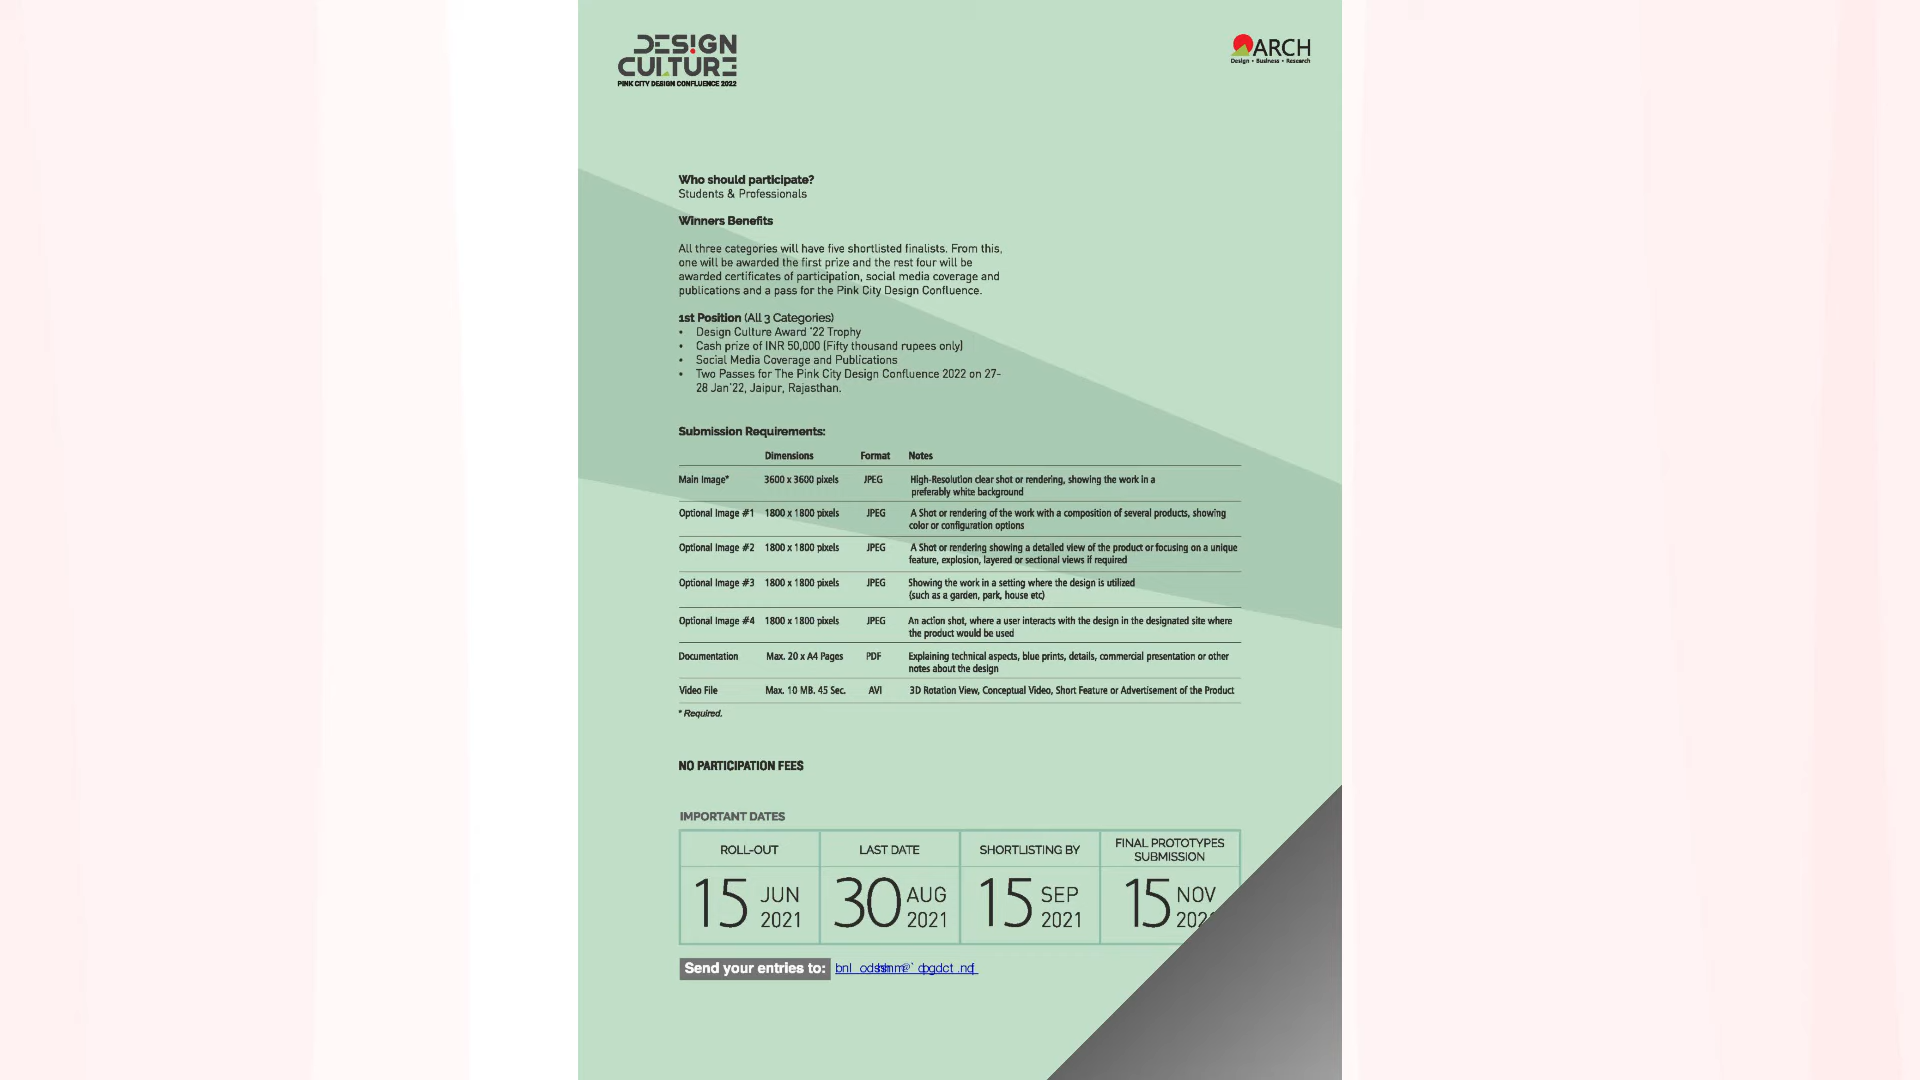 DESIGN
CULTURE
PINK CITY DESIGN CONFLUENCE 2022
ARCH
Design • Business • Research
Who should participate?
Students & Professionals
Winners Benefits
All three categories will have five shortlisted finalists. From this,
one will be awarded the first prize and the rest four will be
awarded certificates of participation, social media coverage and
publications and a pass for the Pink City Design Confluence.
1st Position (All 3 Categories)
• Design Culture Award '22 Trophy
• Cash prize of INR 50,000 (Fifty thousand rupees only)
• Social Media Coverage and Publications
• Two Passes for The Pink City Design Confluence 2022 on 27-
28 Jan'22, Jaipur, Rajasthan.
Submission Requirements:
Dimensions Format Notes
Main Image* 3600 x 3600 pixels JPEG High-Resolution clear shot or rendering, showing the work in a
preferably white background
Optional Image #1 1800 x 1800 pixels JPEG A Shot or rendering of the work with a composition of several products, showing
color or configuration options
Optional Image #2 1800 x 1800 pixels JPEG A Shot or rendering showing a detailed view of the product or focusing on a unique
feature, explosion, layered or sectional views if required
Optional Image #3 1800 x 1800 pixels JPEG Showing the work in a setting where the design is utilized
(such as a garden, park, house etc)
Optional Image #4 1800 x 1800 pixels JPEG An action shot, where a user interacts with the design in the designated site where
the product would be used
Documentation Max. 20 x A4 Pages PDF Explaining technical aspects, blue prints, details, commercial presentation or other
notes about the design
Video File Max. 10 MB. 45 Sec. AVI 3D Rotation View, Conceptual Video, Short Feature or Advertisement of the Product
* Required.
NO PARTICIPATION FEES
IMPORTANT DATES
ROLL-OUT LAST DATE SHORTLISTING BY FINAL PROTOTYPES
SUBMISSION
15 JUN 2021 30 AUG 2021 15 SEP 2021 15 NOV
Send your entries to: